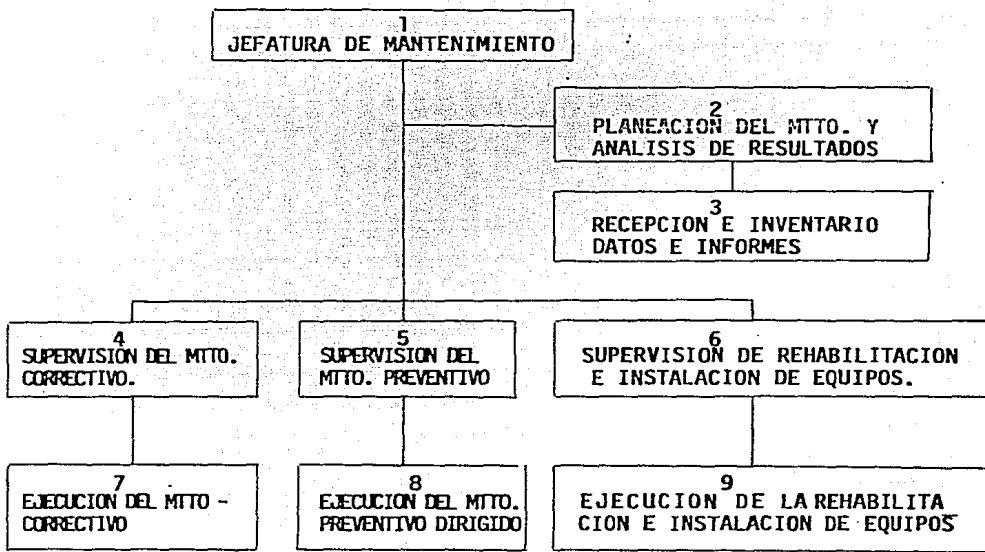 1
JEFATURA DE MANTENIMIENTO
2
PLANEACION DEL MTTO. Y
ANALISIS DE RESULTADOS
3
RECEPCION E INVENTARIO
DATOS E INFORMES
4
SUPERVISION DEL MTTO.
CORRECTIVO.
5
SUPERVISION DEL
MTTO. PREVENTIVO
6
SUPERVISION DE REHABILITACION
E INSTALACION DE EQUIPOS.
7
EJECUCION DEL MTTO -
CORRECTIVO
8
EJECUCION DEL MTTO.
PREVENTIVO DIRIGIDO
9
EJECUCION DE LA REHABILITA
CION E INSTALACION DE EQUIPOS